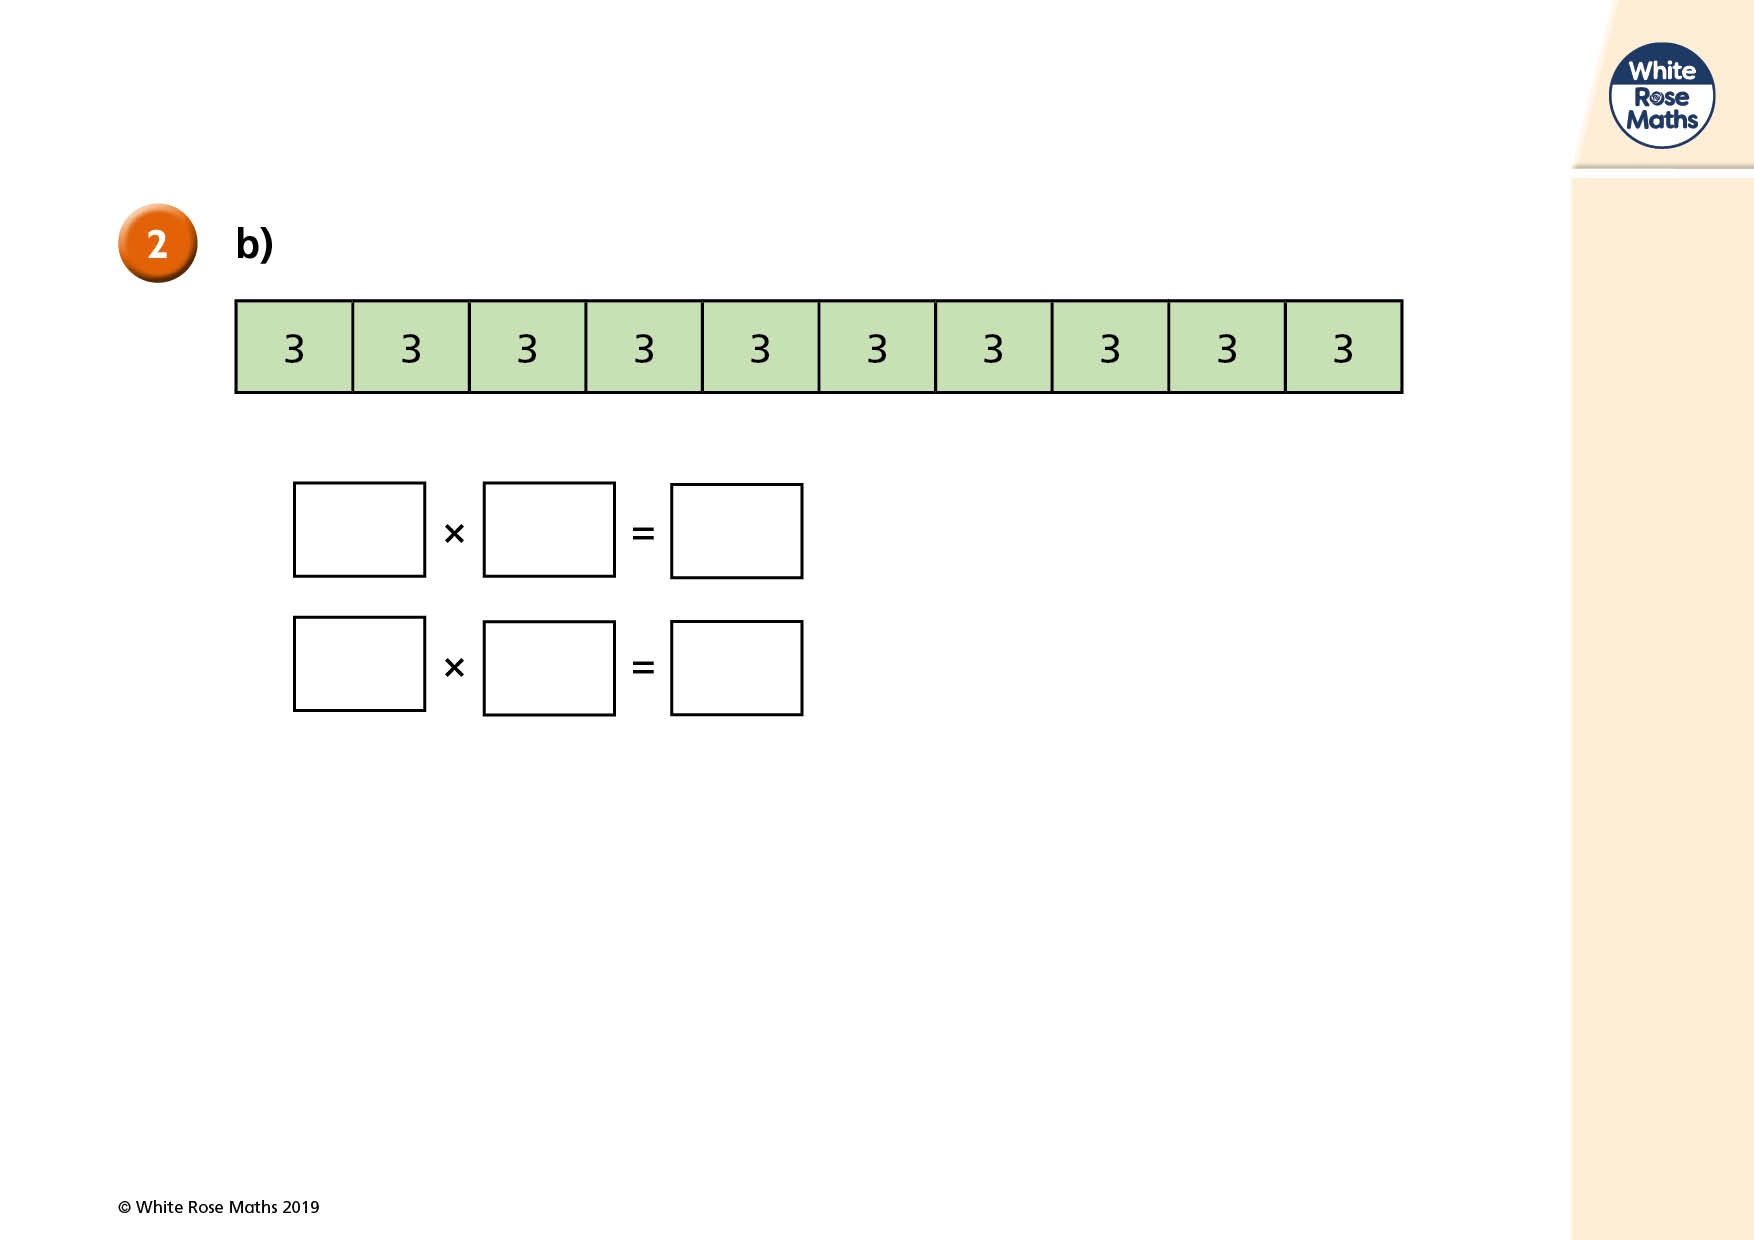 White
Rose
Maths
2 b)
3 3 3 3 3 3 3 3 3 3
× =
× =
© White Rose Maths 2019